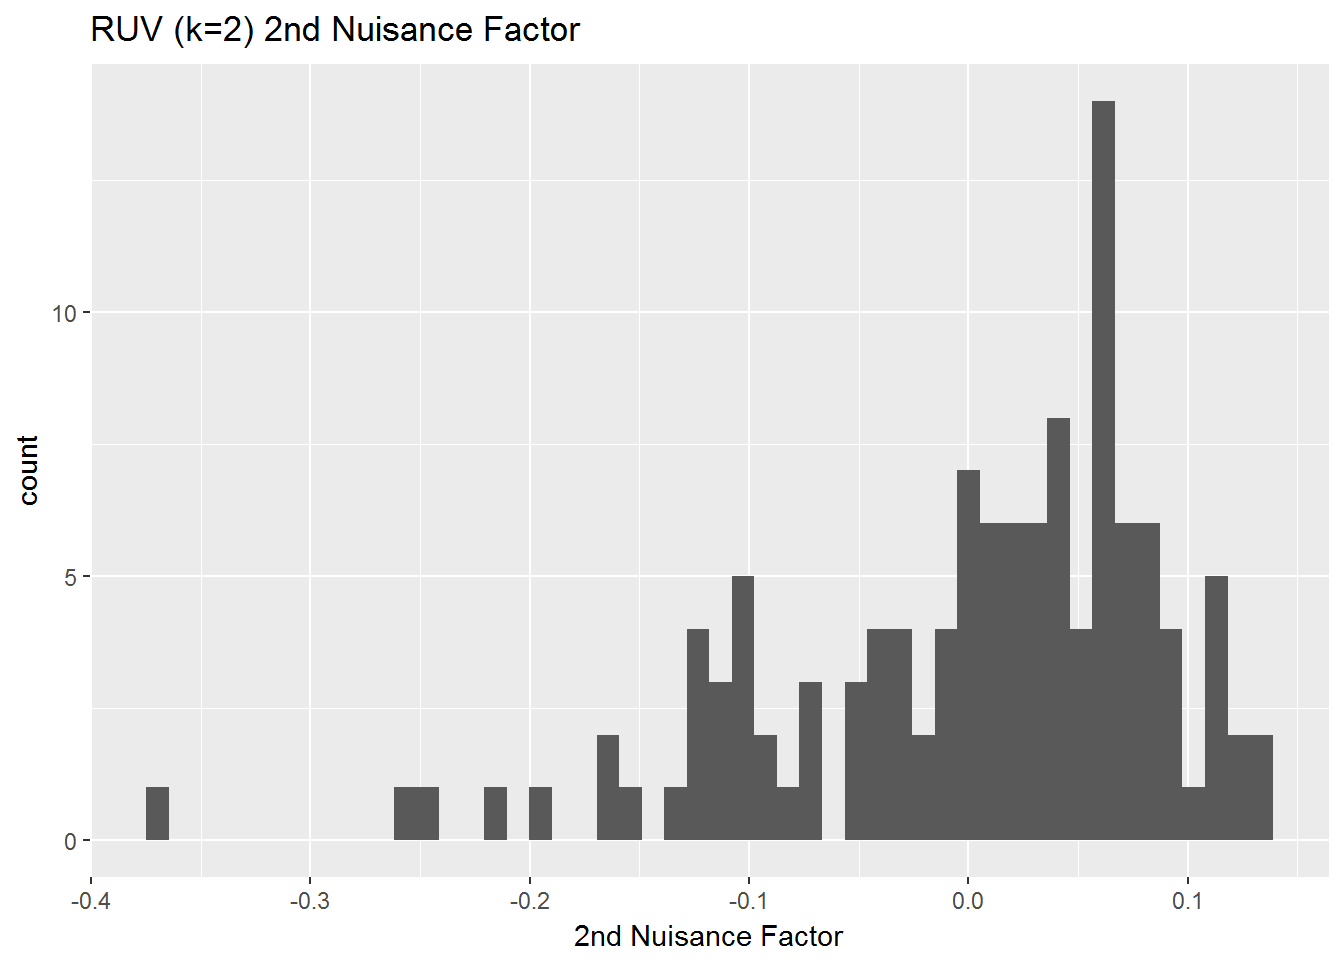 RUV (k=2) 2nd Nuisance Factor
count
10
5
0
-0.4 -0.3 -0.2 -0.1 0.0 0.1
2nd Nuisance Factor